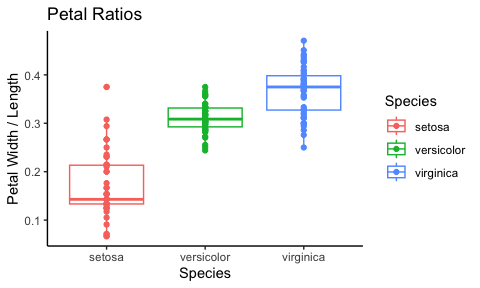 Petal Ratios
Petal Width / Length
0.4
0.3
0.2
0.1
setosa
versicolor
virginica
Species
Species
setosa
versicolor
virginica